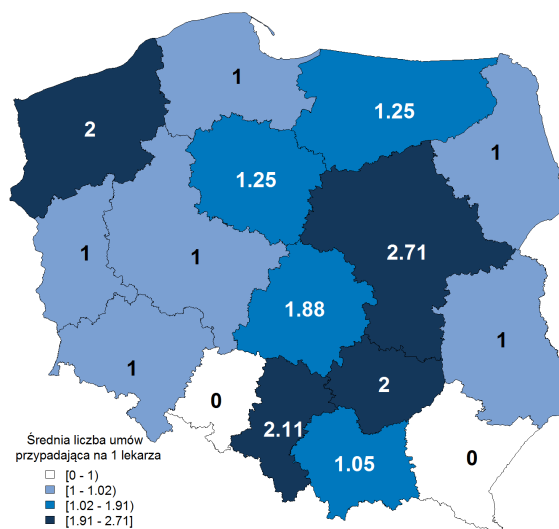 1
2
1.25
1
1.25
1
1
2.71
1.88
1
1
2
0
2.11
1.05
0
Średnia liczba umów
przypadająca na 1 lekarza
[0 - 1)
[1 - 1.02)
[1.02 - 1.91)
[1.91 - 2.71]